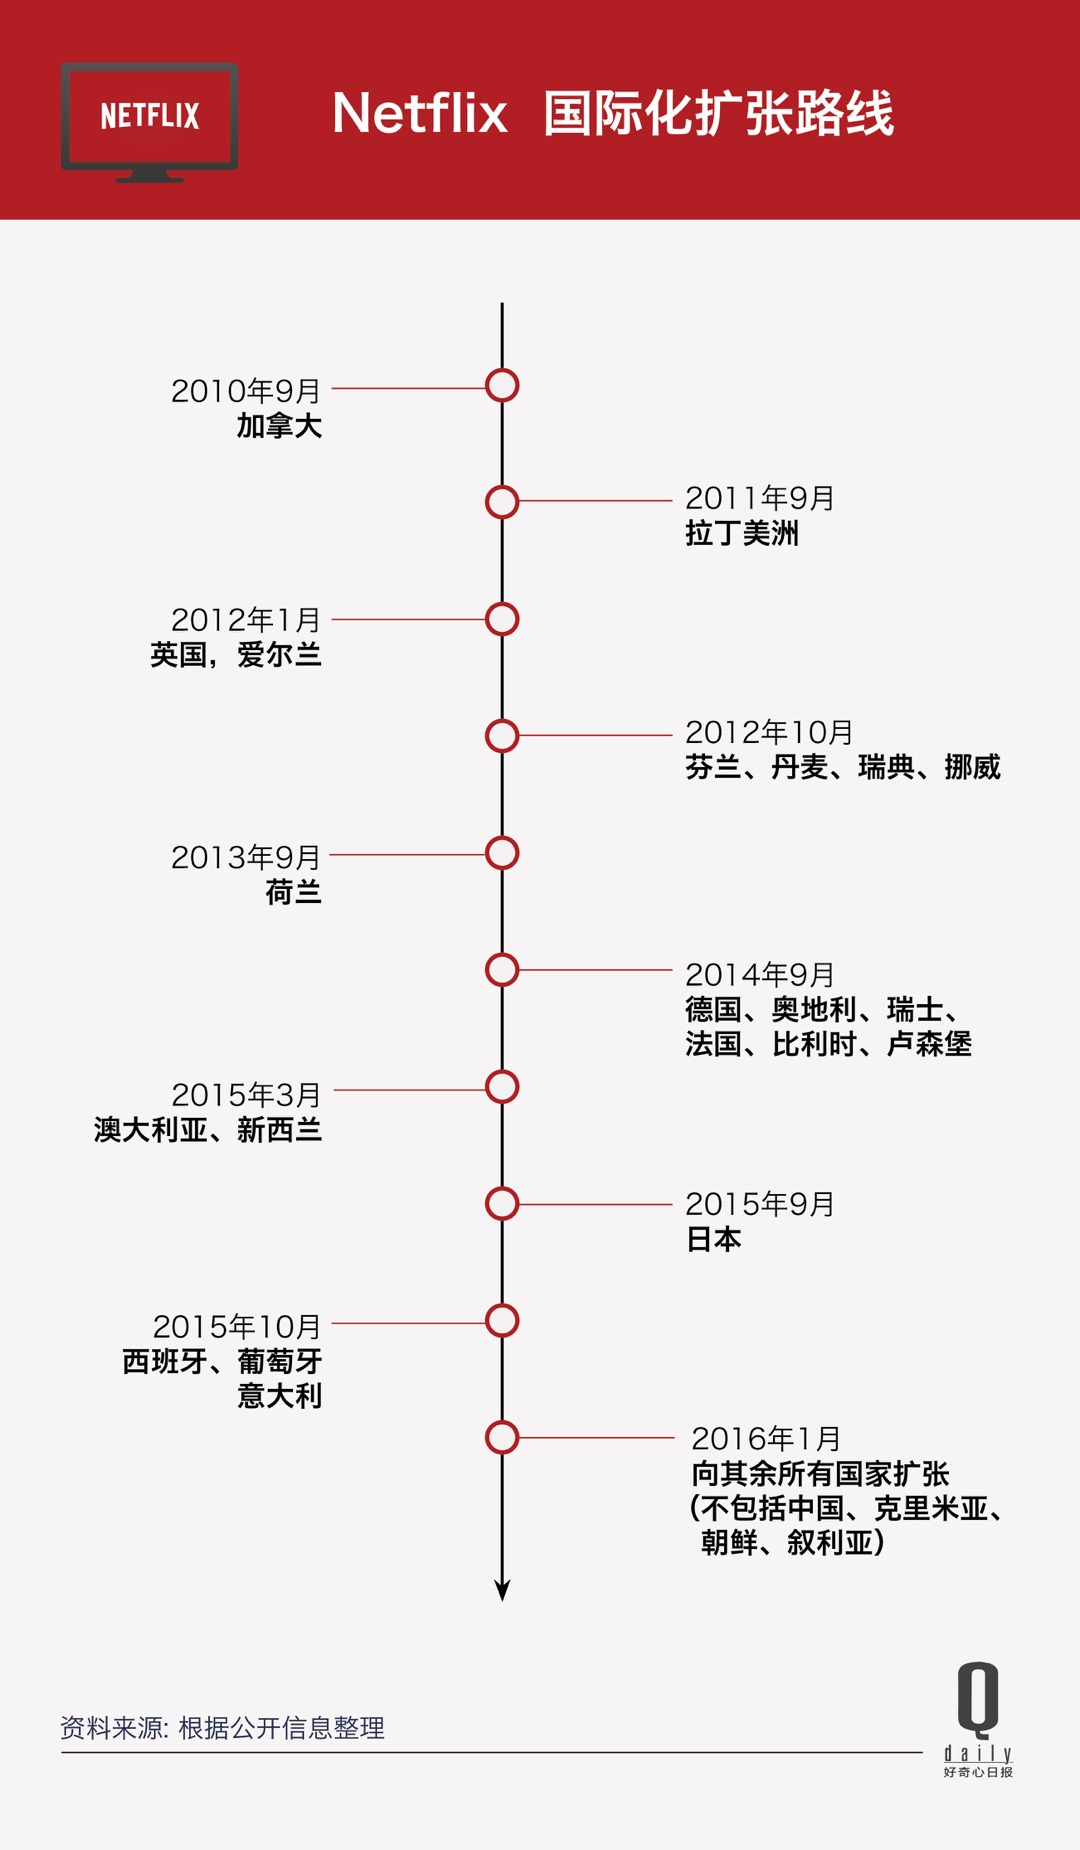 NETFLIX
Netflix 国际化扩张路线
2010年9月
加拿大
2011年9月
拉丁美洲
2012年1月
英国，爱尔兰
2012年10月
芬兰、丹麦、瑞典、挪威
2013年9月
荷兰
2014年9月
德国、奥地利、瑞士、
法国、比利时、卢森堡
2015年3月
澳大利亚、新西兰
2015年9月
日本
2015年10月
西班牙、葡萄牙
意大利
2016年1月
向其余所有国家扩张
（不包括中国、克里米亚、
朝鲜、叙利亚）
资料来源: 根据公开信息整理
Q
daily
好奇心日报